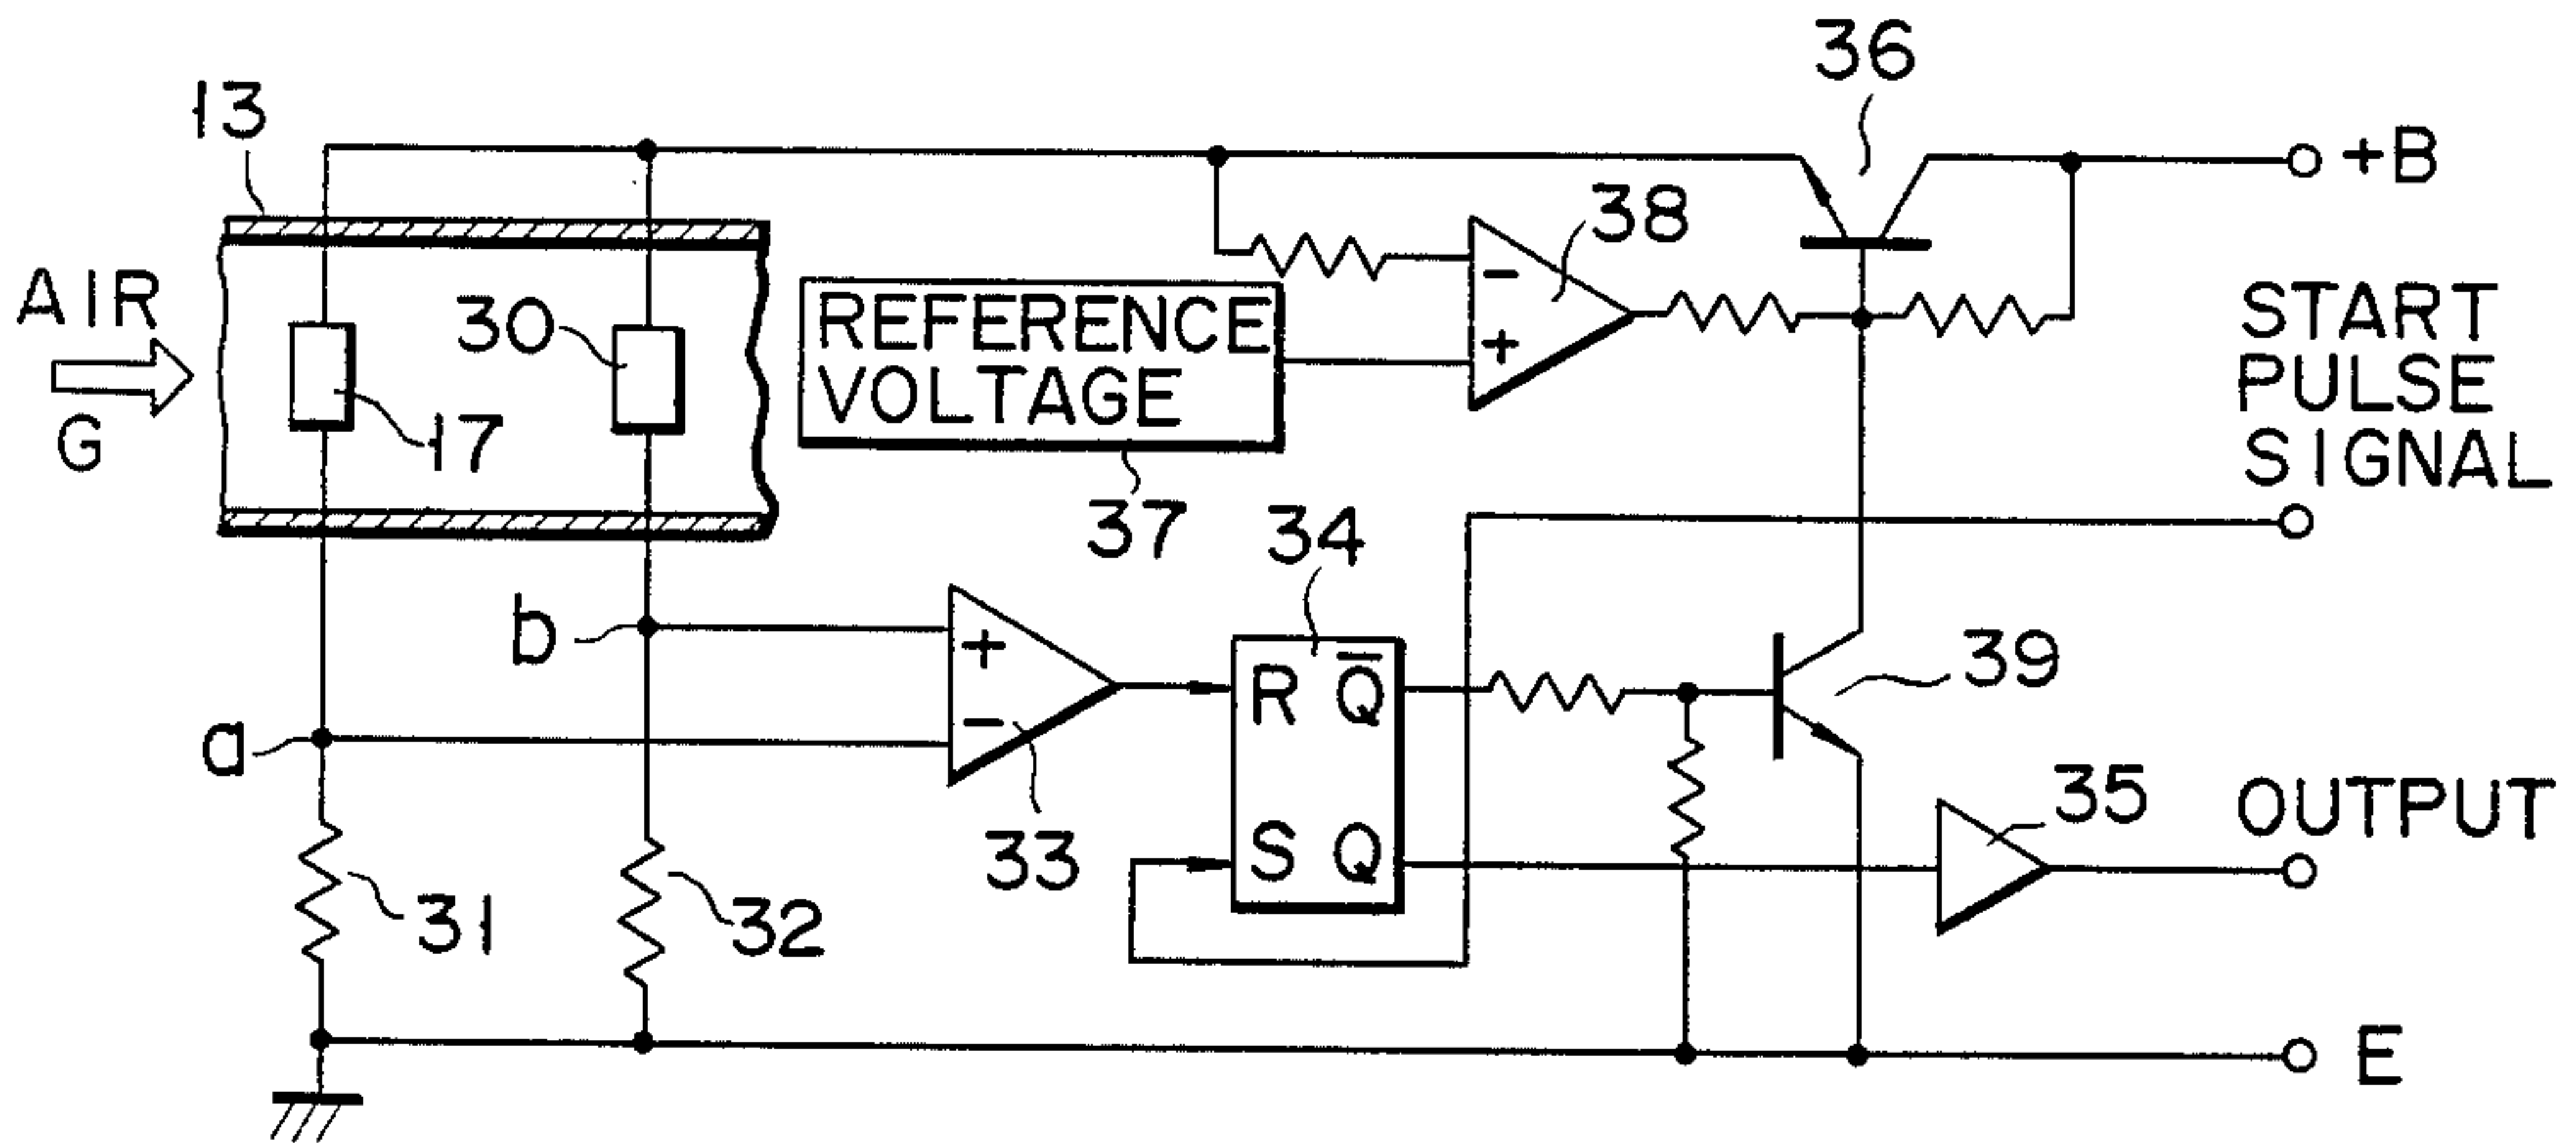 36
13
+B
38
AIR
30
REFERENCE
VOLTAGE
START
PULSE
SIGNAL
-
+
G
17
37
34
b
+
-
R Q̅
39
a
33
S Q
35
OUTPUT
31
32
E